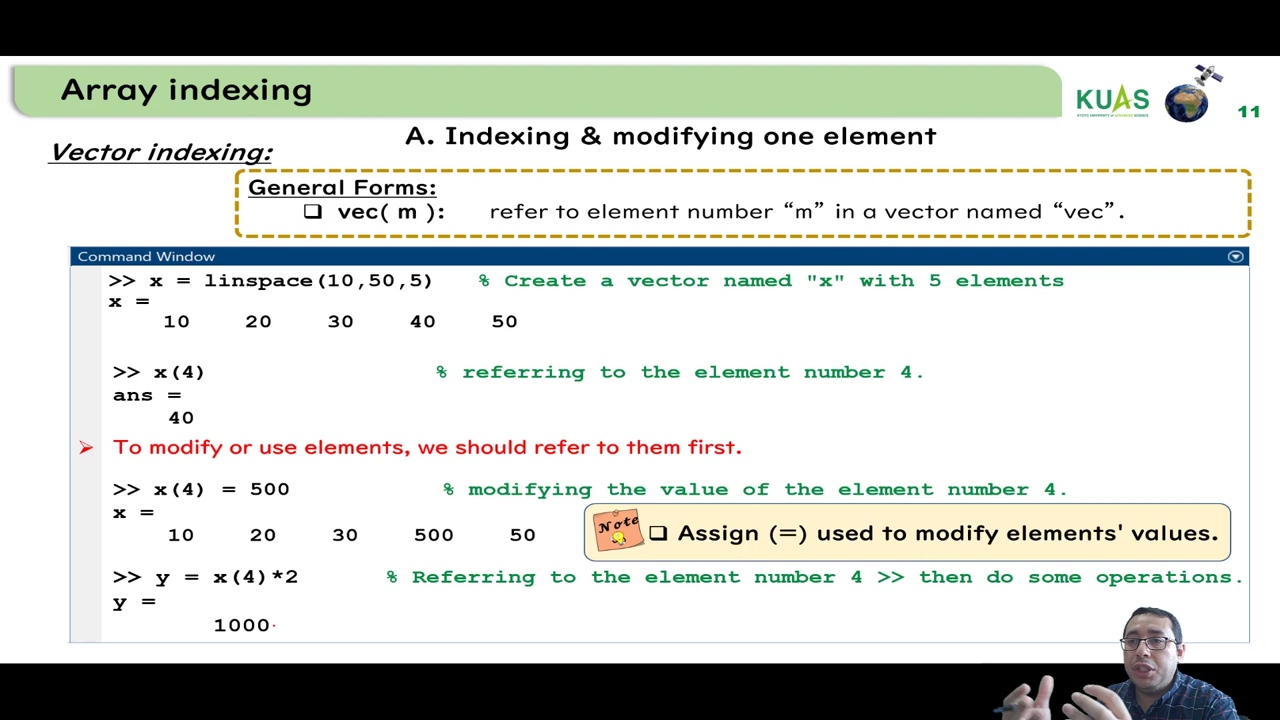 Array indexing
KUAS
11
A. Indexing & modifying one element
Vector indexing:
General Forms:
❑ vec( m ): refer to element number “m” in a vector named “vec”.
Command Window
>> x = linspace(10,50,5) % Create a vector named "x" with 5 elements
x =
10 20 30 40 50
>> x(4) % referring to the element number 4.
ans =
40
➢ To modify or use elements, we should refer to them first.
>> x(4) = 500 % modifying the value of the element number 4.
x =
10 20 30 500 50
Note
❑ Assign (=) used to modify elements' values.
>> y = x(4)*2 % Referring to the element number 4 >> then do some operations.
y =
1000